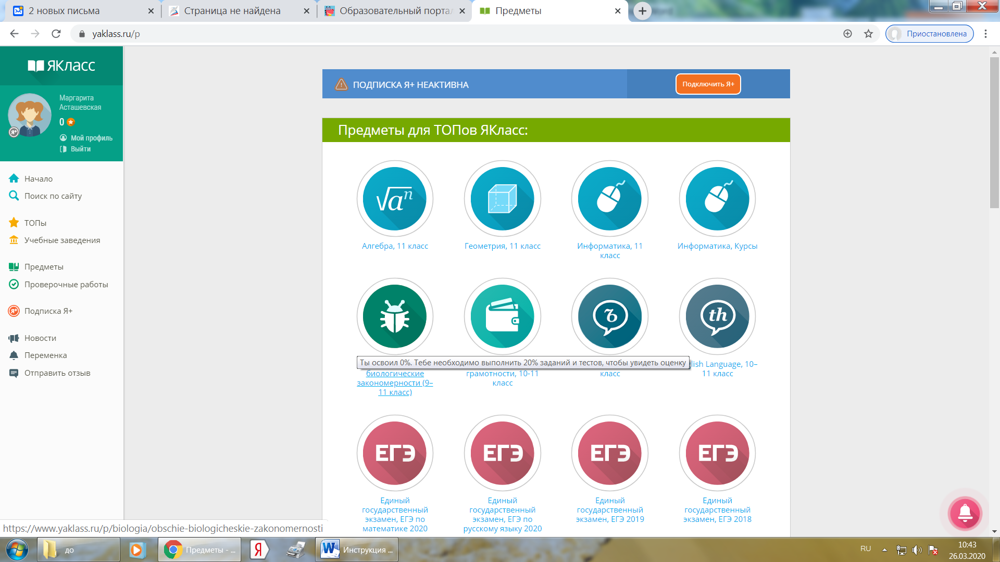 2 новых письма
Страница не найдена
Образовательный портал
Предметы
yaklass.ru/p
Приостановлена
ЯКласс
Маргарита
Асташевская
0
Я+
Мой профиль
Выйти
Начало
Поиск по сайту
ТОПы
Учебные заведения
Предметы
Проверочные работы
Я+ Подписка Я+
Новости
Переменка
Отправить отзыв
ПОДПИСКА Я+ НЕАКТИВНА
Подключить Я+
Предметы для ТОПов ЯКласс:
√aⁿ
Алгебра, 11 класс
Геометрия, 11 класс
Информатика, 11
класс
Информатика, Курсы
Ъ
th
Ты освоил 0%. Тебе необходимо выполнить 20% заданий и тестов, чтобы увидеть оценку
биологические
закономерности (9–
11 класс)
грамотности, 10-11
класс
класс
lish Language, 10–
11 класс
ЕГЭ
ЕГЭ
ЕГЭ
ЕГЭ
Единый
государственный
экзамен, ЕГЭ по
математике 2020
Единый
государственный
экзамен, ЕГЭ по
русскому языку 2020
Единый
государственный
экзамен, ЕГЭ 2019
Единый
государственный
экзамен, ЕГЭ 2018
https://www.yaklass.ru/p/biologia/obschie-biologicheskie-zakonomernosti
до
Предметы - ...
Я
W
Инструкция ...
RU
10:43
26.03.2020